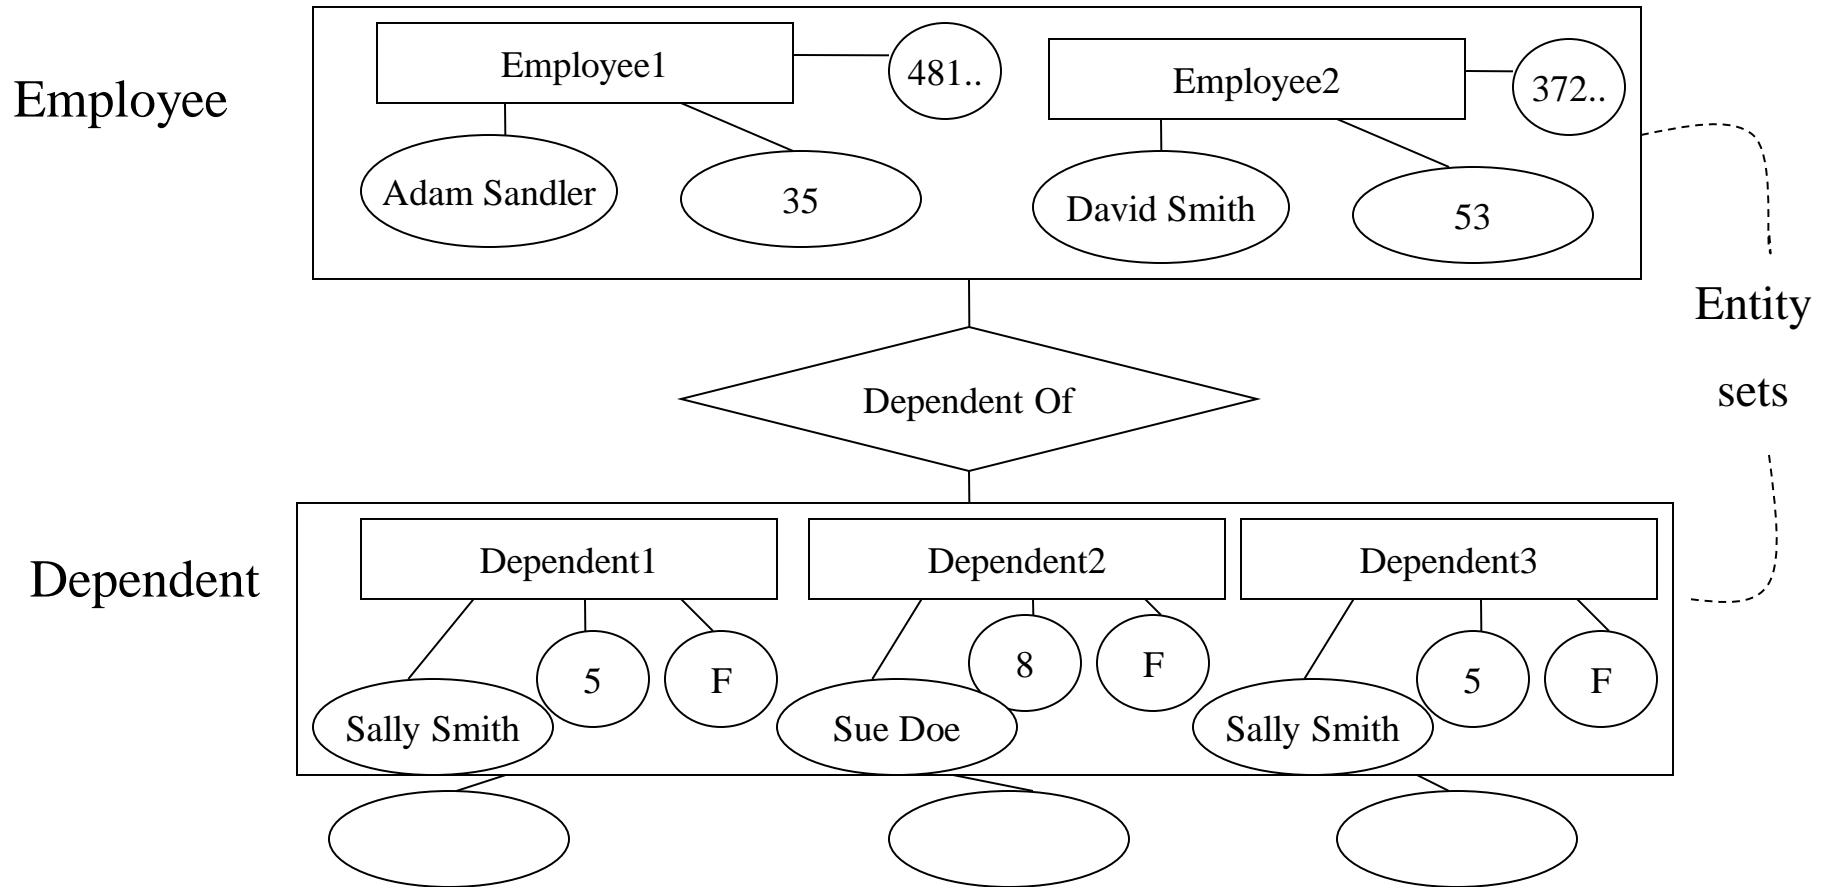 Employee
Employee1
481..
Adam Sandler
35
Employee2
372..
David Smith
53
Entity
sets
Dependent Of
Dependent
Dependent1
Sally Smith
5
F
Dependent2
Sue Doe
8
F
Dependent3
Sally Smith
5
F